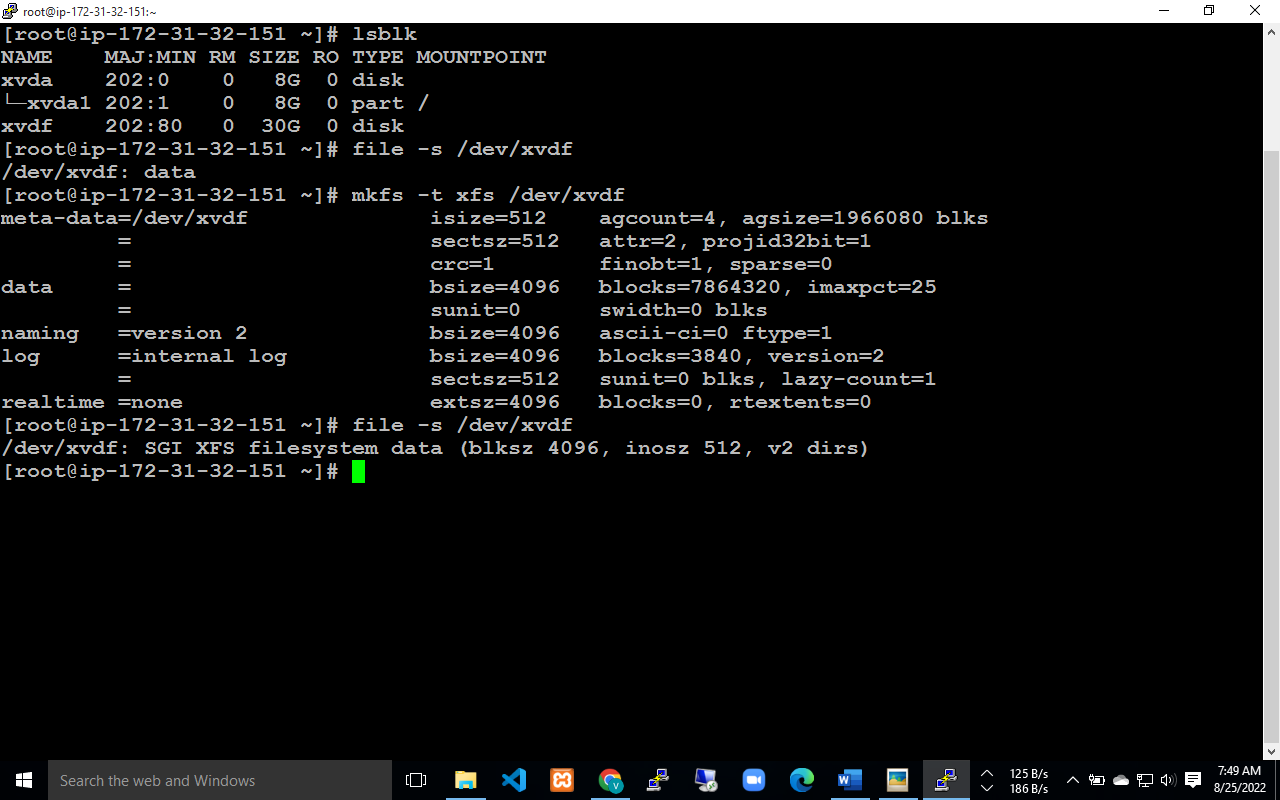 root@ip-172-31-32-151:~
[root@ip-172-31-32-151 ~]# lsblk
NAME    MAJ:MIN RM SIZE RO TYPE MOUNTPOINT
xvda    202:0    0   8G  0 disk
└─xvda1 202:1    0   8G  0 part /
xvdf    202:80   0  30G  0 disk
[root@ip-172-31-32-151 ~]# file -s /dev/xvdf
/dev/xvdf: data
[root@ip-172-31-32-151 ~]# mkfs -t xfs /dev/xvdf
meta-data=/dev/xvdf              isize=512    agcount=4, agsize=1966080 blks
         =                       sectsz=512   attr=2, projid32bit=1
         =                       crc=1        finobt=1, sparse=0
data     =                       bsize=4096   blocks=7864320, imaxpct=25
         =                       sunit=0      swidth=0 blks
naming   =version 2              bsize=4096   ascii-ci=0 ftype=1
log      =internal log           bsize=4096   blocks=3840, version=2
         =                       sectsz=512   sunit=0 blks, lazy-count=1
realtime =none                   extsz=4096   blocks=0, rtextents=0
[root@ip-172-31-32-151 ~]# file -s /dev/xvdf
/dev/xvdf: SGI XFS filesystem data (blksz 4096, inosz 512, v2 dirs)
[root@ip-172-31-32-151 ~]#
Search the web and Windows
125 B/s
186 B/s
7:49 AM
8/25/2022